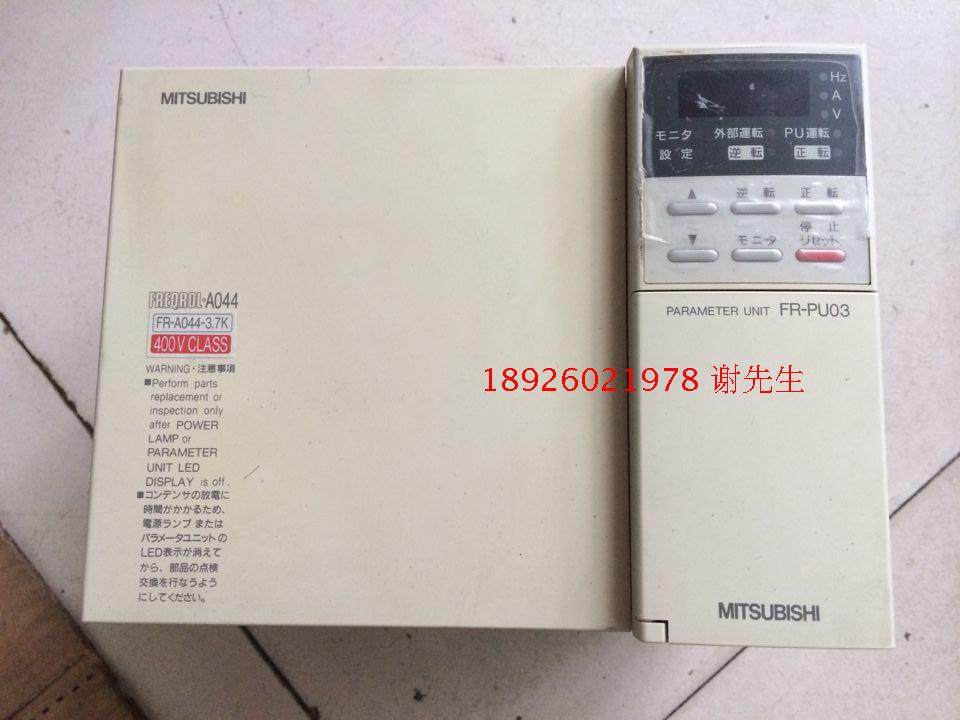 MITSUBISHI
FREQROL-A044
FR-A044-3.7K
400V CLASS
WARNING・注意事項
■Perform parts
replacement or
inspection only
after POWER
LAMP or
PARAMETER
UNIT LED
DISPLAY is off.
■コンデンサの放電に
時間がかかるため、
電源ランプ または
パラメータユニットの
LED表示が消えて
から、部品の点検
交換を行なうよう
にしてください。
Hz
A
V
モニタ 外部運転 PU運転
設定 逆転 正転
▲ 逆転 正転
停止
▼ モニタ リセット
PARAMETER UNIT FR-PU03
18926021978 谢先生
MITSUBISHI